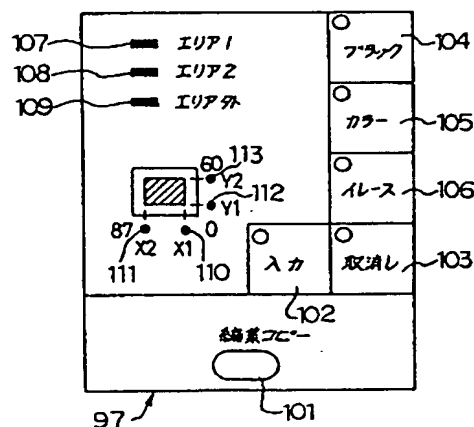 107 エリア1 104
108 エリア2 ブラック
109 エリア外
カラー 105
60 113
Y2 112
Y1
イレース 106
87 X2 X1 0
111 110
入力 取消し 103
102
編集コピー
97 101